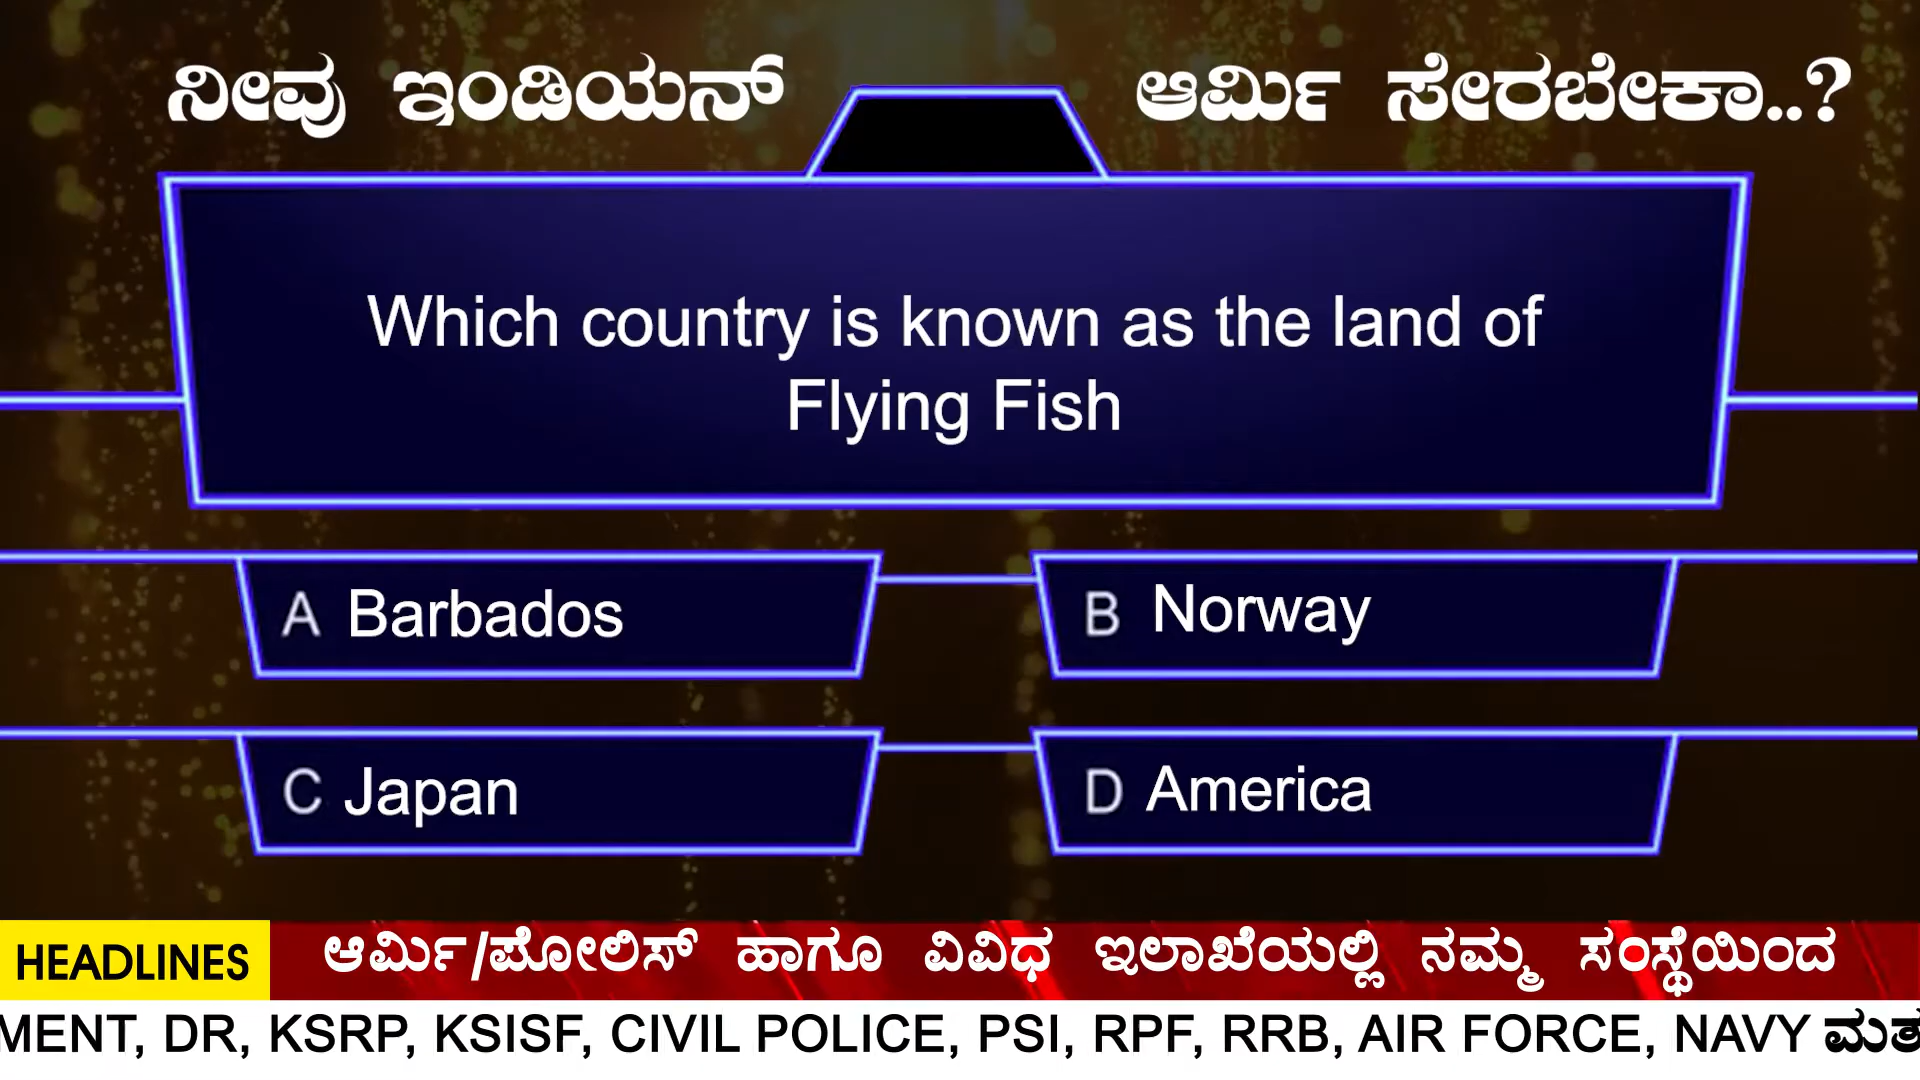 ನೀವು ಇಂಡಿಯನ್ ಆರ್ಮಿ ಸೇರಬೇಕಾ..?
Which country is known as the land of
Flying Fish
A Barbados
B Norway
C Japan
D America
HEADLINES ಆರ್ಮಿ/ಪೋಲಿಸ್ ಹಾಗೂ ವಿವಿಧ ಇಲಾಖೆಯಲ್ಲಿ ನಮ್ಮ ಸಂಸ್ಥೆಯಿಂದ
MENT, DR, KSRP, KSISF, CIVIL POLICE, PSI, RPF, RRB, AIR FORCE, NAVY ಮತ